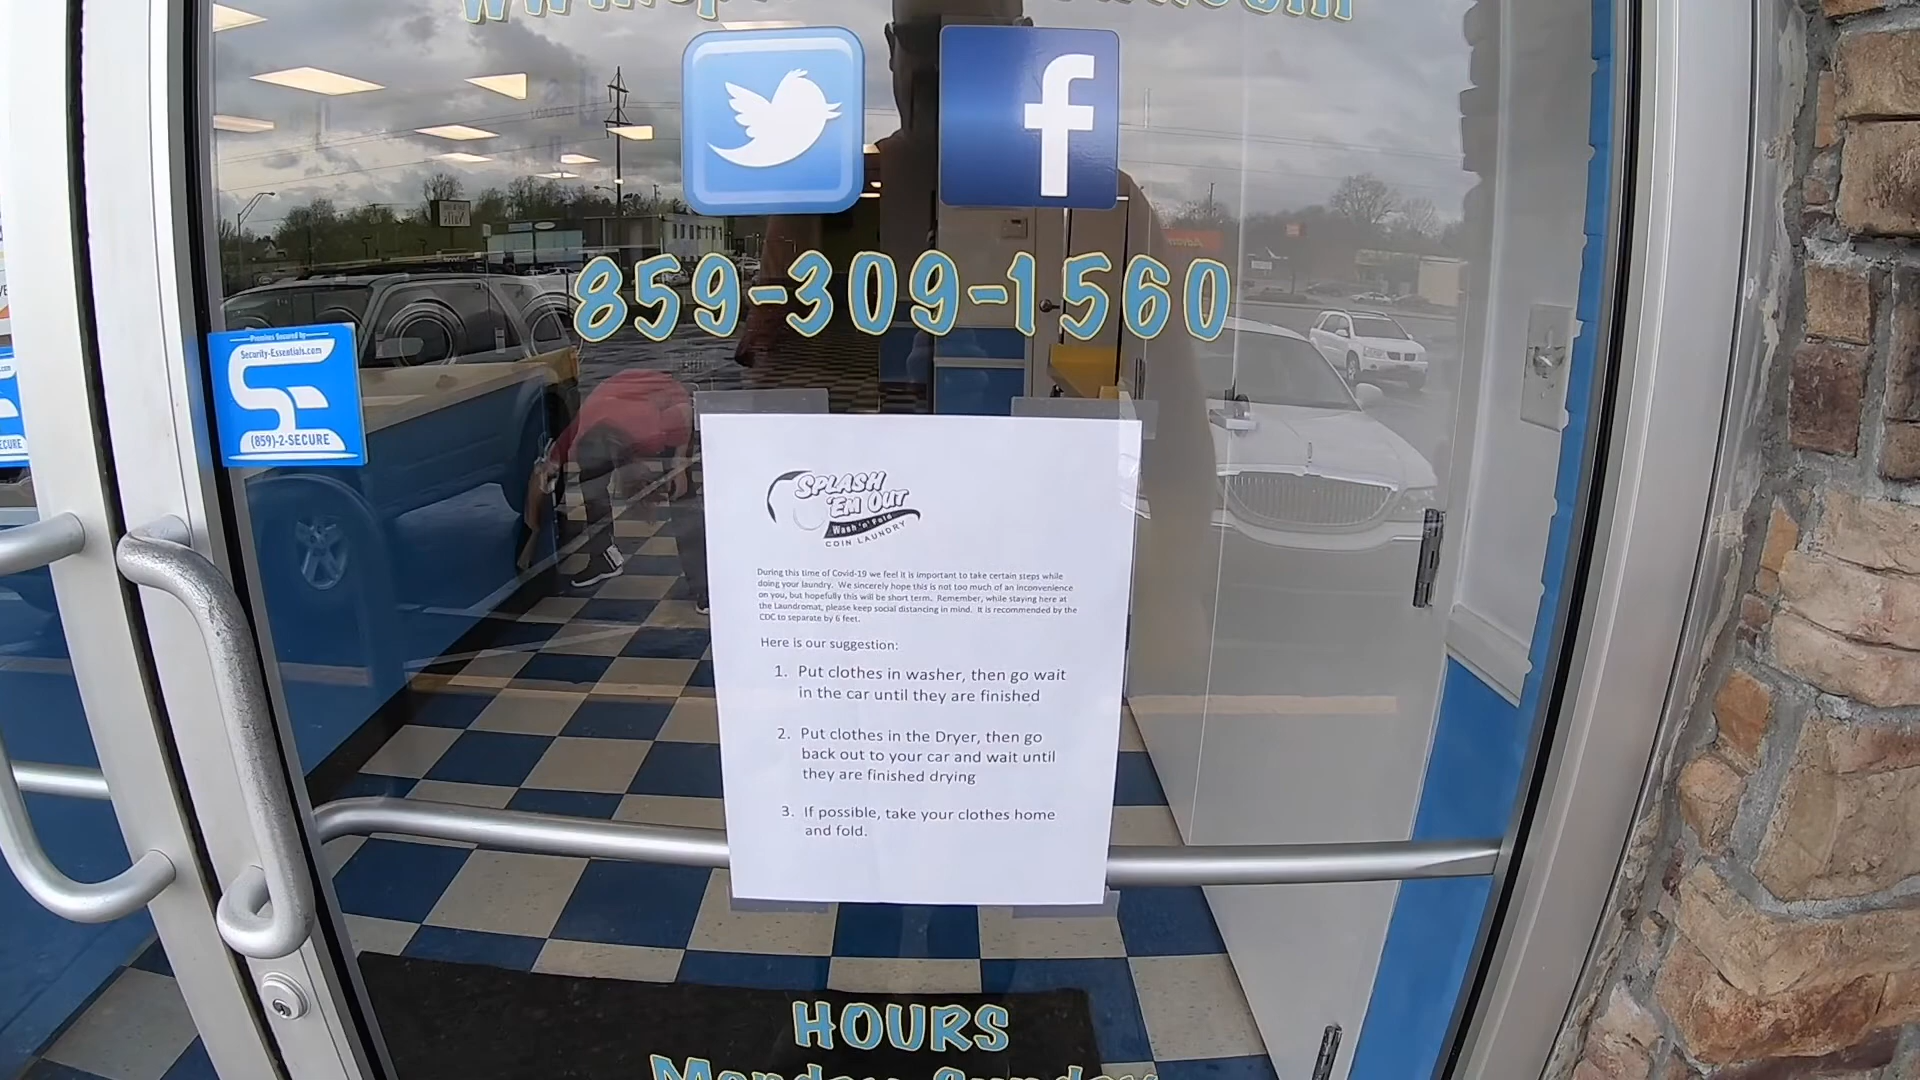 f
859-309-1560
Premises Secured by
Security-Essentials.com
(859)-2-SECURE
SPLASH
'EM OUT
Wash 'n' Fold
COIN LAUNDRY
During this time of Covid-19 we feel it is important to take certain steps while
doing your laundry. We sincerely hope this is not too much of an inconvenience
on you, but hopefully this will be short term. Remember, while staying here at
the Laundromat, please keep social distancing in mind. It is recommended by the
CDC to separate by 6 feet.
Here is our suggestion:
1. Put clothes in washer, then go wait
in the car until they are finished
2. Put clothes in the Dryer, then go
back out to your car and wait until
they are finished drying
3. If possible, take your clothes home
and fold.
HOURS
Monday-Sunday